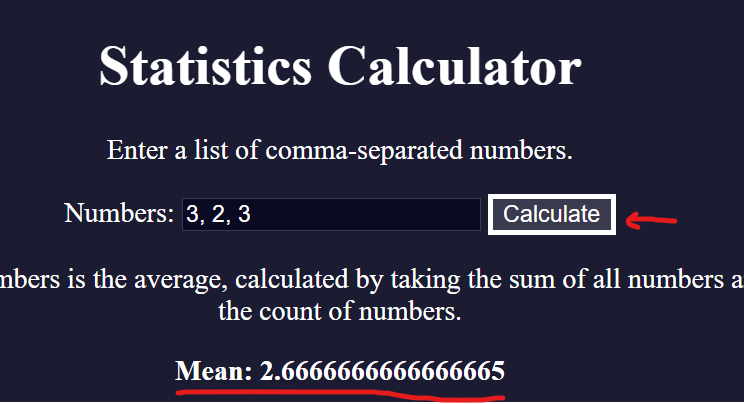 Statistics Calculator
Enter a list of comma-separated numbers.
Numbers: 3, 2, 3 Calculate
is the average, calculated by taking the sum of all numbers
the count of numbers.
Mean: 2.6666666666666665